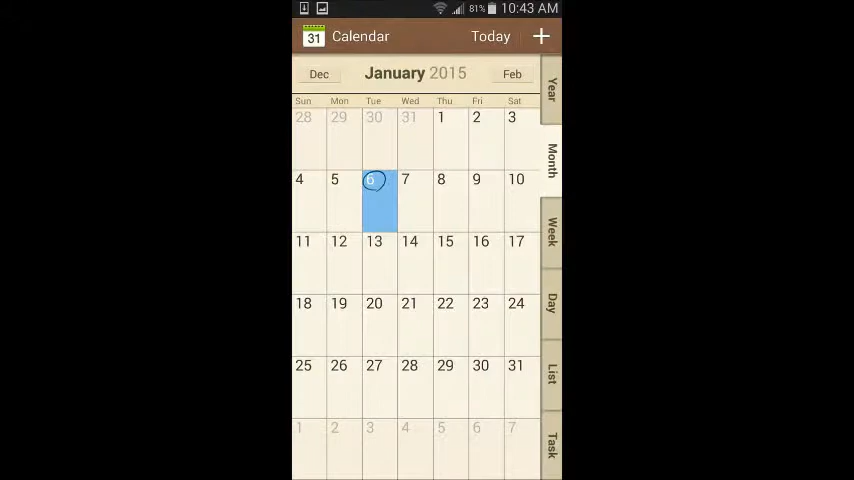 81% 10:43 AM
31 Calendar Today +
Dec January 2015 Feb
Sun Mon Tue Wed Thu Fri Sat
28 29 30 31 1 2 3
4 5 6 7 8 9 10
11 12 13 14 15 16 17
18 19 20 21 22 23 24
25 26 27 28 29 30 31
1 2 3 4 5 6 7
Year
Month
Week
Day
List
Task